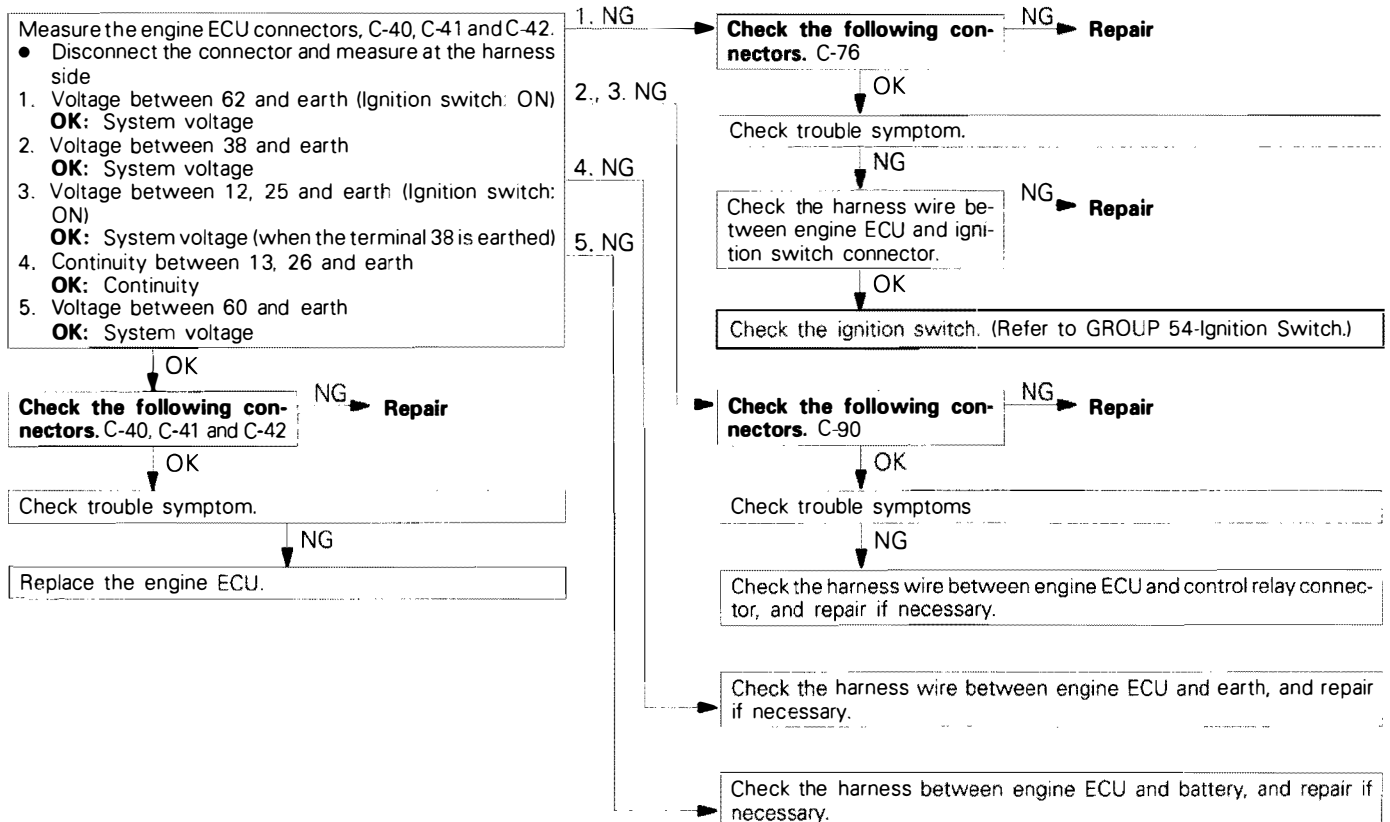 Measure the engine ECU connectors, C-40, C-41 and C-42.
● Disconnect the connector and measure at the harness
side
1. Voltage between 62 and earth (Ignition switch: ON)
OK: System voltage
2. Voltage between 38 and earth
OK: System voltage
3. Voltage between 12, 25 and earth (Ignition switch:
ON)
OK: System voltage (when the terminal 38 is earthed)
4. Continuity between 13, 26 and earth
OK: Continuity
5. Voltage between 60 and earth
OK: System voltage
OK
Check the following con-
nectors. C-40, C-41 and C-42
NG
Repair
OK
Check trouble symptom.
NG
Replace the engine ECU.
1. NG
Check the following con-
nectors. C-76
NG
Repair
OK
Check trouble symptom.
NG
Check the harness wire be-
tween engine ECU and igni-
tion switch connector.
NG
Repair
OK
Check the ignition switch. (Refer to GROUP 54-Ignition Switch.)
2., 3. NG
Check the following con-
nectors. C-90
NG
Repair
OK
Check trouble symptoms
NG
Check the harness wire between engine ECU and control relay connec-
tor, and repair if necessary.
4. NG
Check the harness wire between engine ECU and earth, and repair
if necessary.
5. NG
Check the harness between engine ECU and battery, and repair if
necessary.